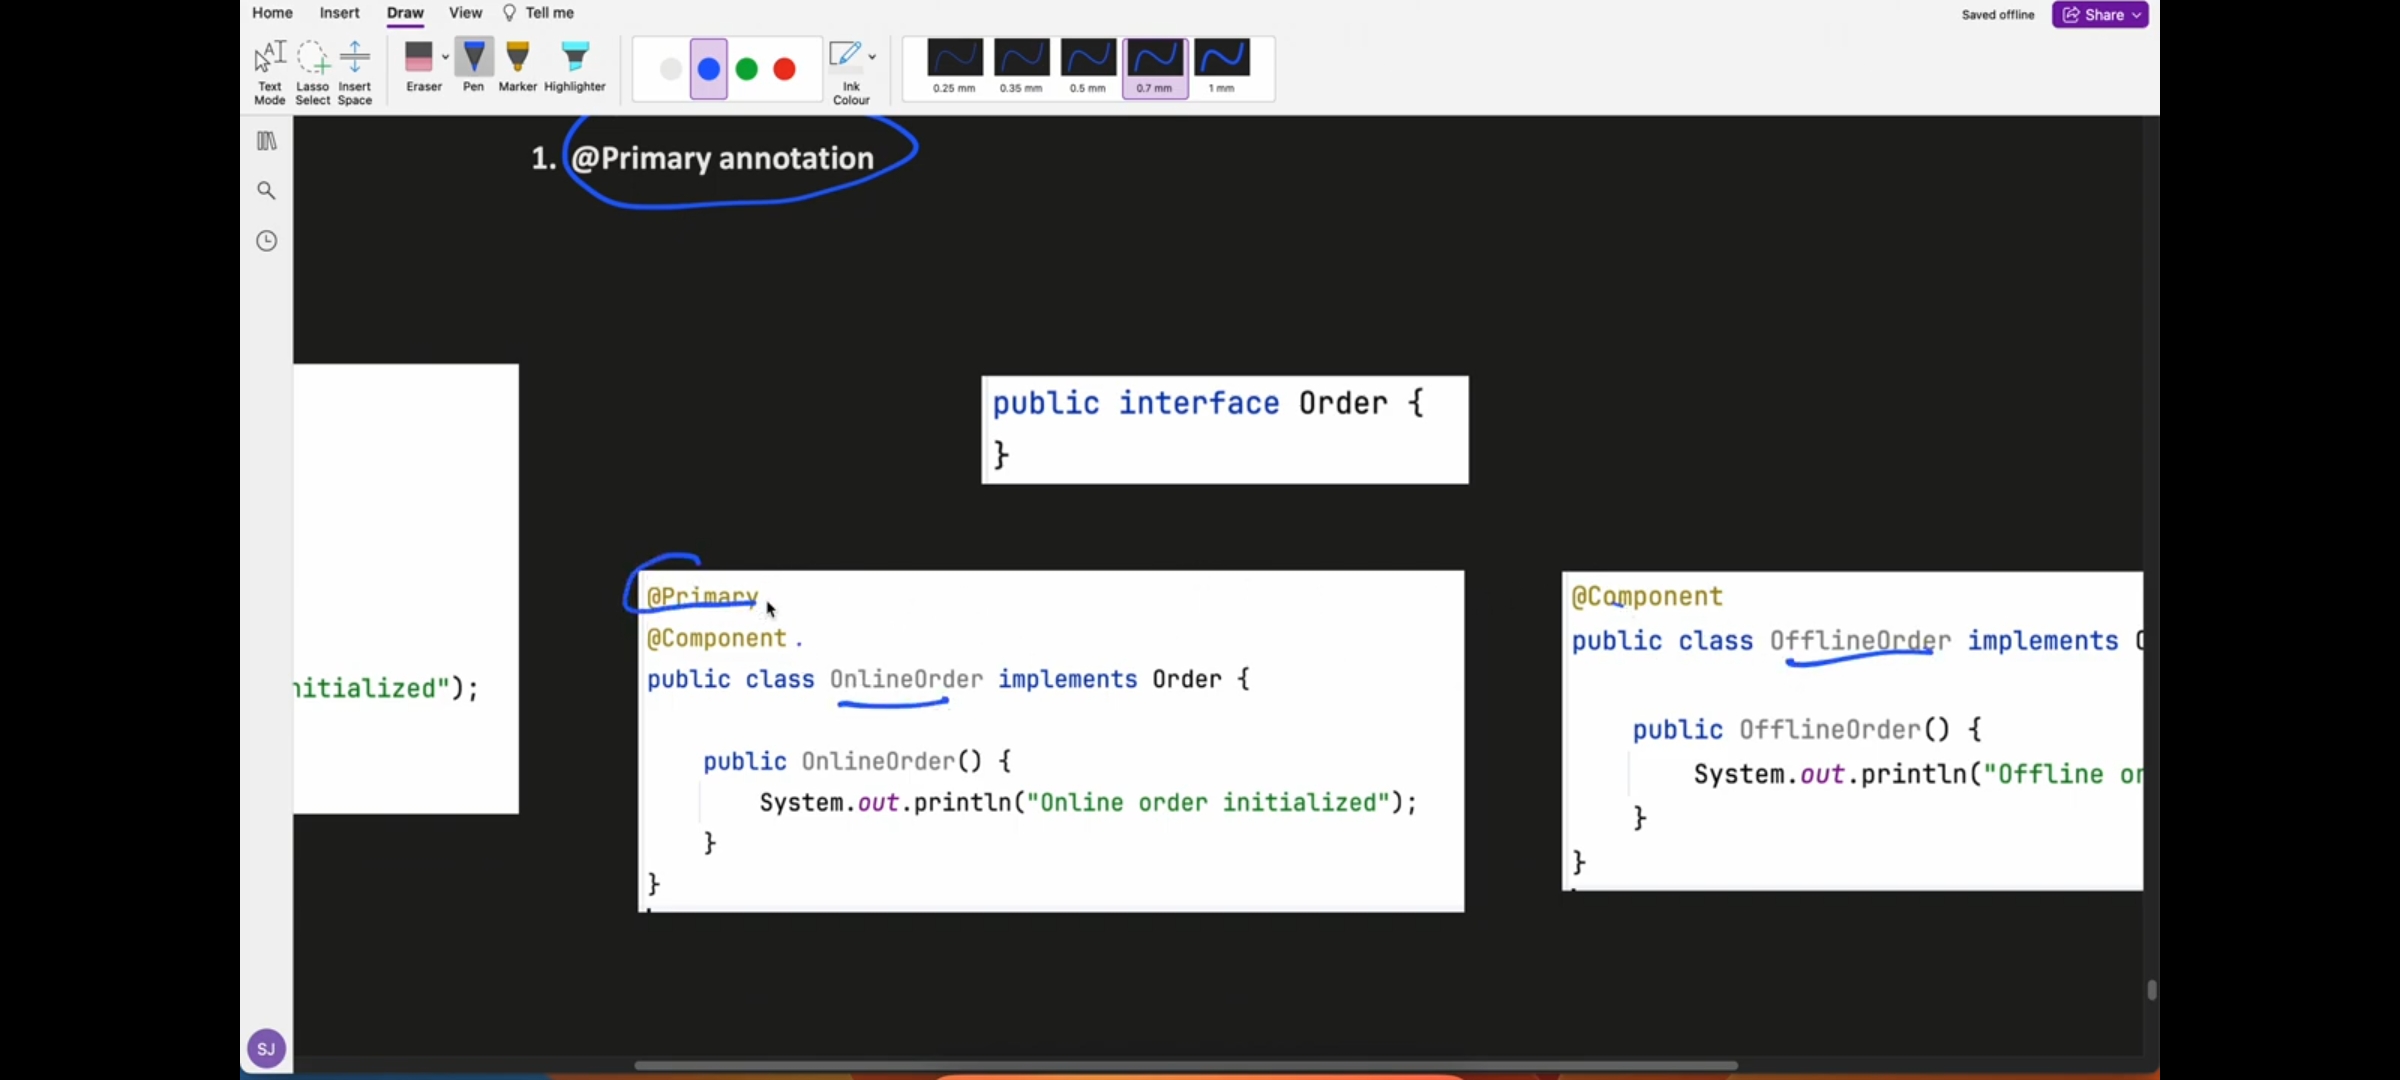 Home Insert Draw View Tell me
Saved offline Share
Text Mode
Lasso Select
Insert Space
Eraser
Pen
Marker
Highlighter
Ink Colour
0.25 mm
0.35 mm
0.5 mm
0.7 mm
1 mm
1. @Primary annotation
public interface Order {
}
nitialized");
@Primary
@Component
public class OnlineOrder implements Order {
public OnlineOrder() {
System.out.println("Online order initialized");
}
}
@Component
public class OfflineOrder implements
public OfflineOrder() {
System.out.println("Offline or
}
}
SJ